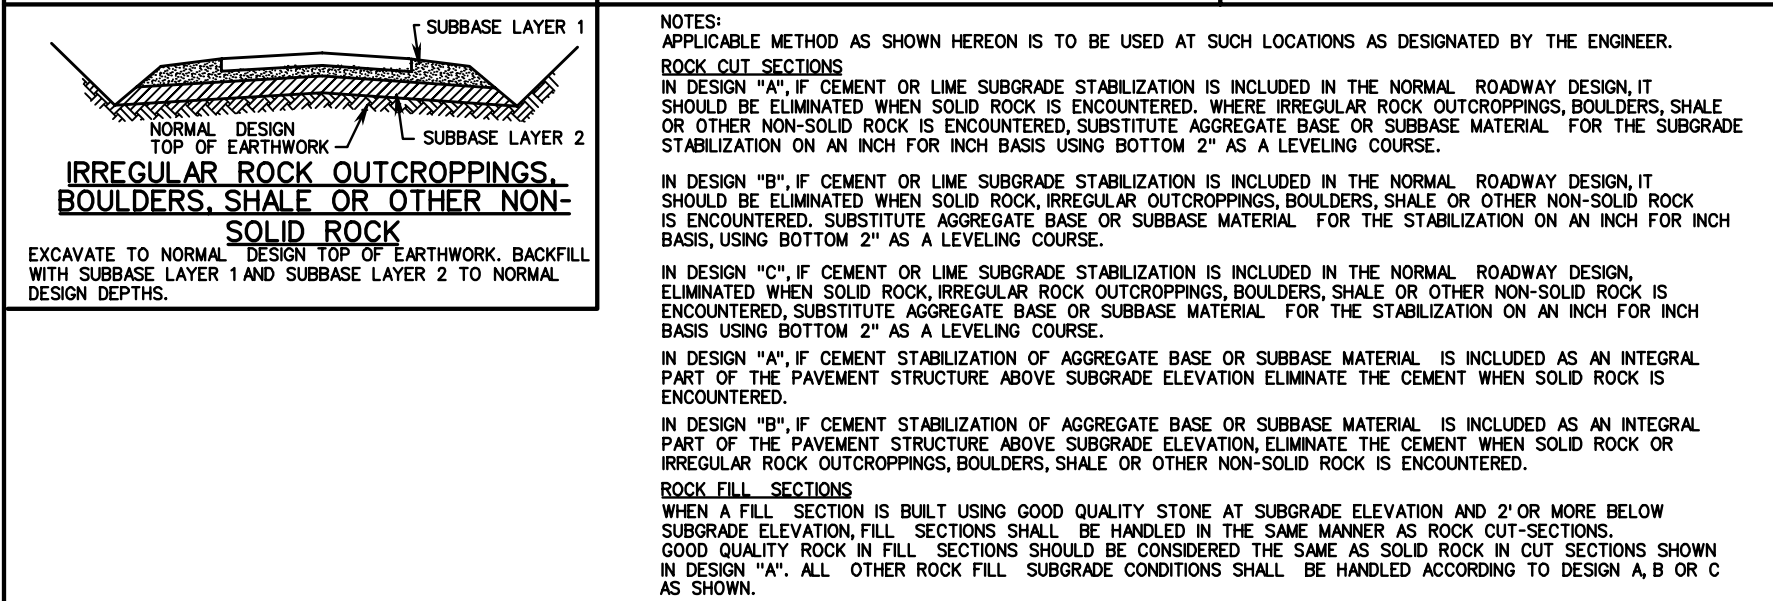 SUBBASE LAYER 1
NORMAL DESIGN
TOP OF EARTHWORK
SUBBASE LAYER 2
IRREGULAR ROCK OUTCROPPINGS,
BOULDERS, SHALE OR OTHER NON-
SOLID ROCK
EXCAVATE TO NORMAL DESIGN TOP OF EARTHWORK. BACKFILL
WITH SUBBASE LAYER 1 AND SUBBASE LAYER 2 TO NORMAL
DESIGN DEPTHS.
NOTES:
APPLICABLE METHOD AS SHOWN HEREON IS TO BE USED AT SUCH LOCATIONS AS DESIGNATED BY THE ENGINEER.
ROCK CUT SECTIONS
IN DESIGN "A", IF CEMENT OR LIME SUBGRADE STABILIZATION IS INCLUDED IN THE NORMAL ROADWAY DESIGN, IT
SHOULD BE ELIMINATED WHEN SOLID ROCK IS ENCOUNTERED. WHERE IRREGULAR ROCK OUTCROPPINGS, BOULDERS, SHALE
OR OTHER NON-SOLID ROCK IS ENCOUNTERED, SUBSTITUTE AGGREGATE BASE OR SUBBASE MATERIAL FOR THE SUBGRADE
STABILIZATION ON AN INCH FOR INCH BASIS USING BOTTOM 2" AS A LEVELING COURSE.
IN DESIGN "B", IF CEMENT OR LIME SUBGRADE STABILIZATION IS INCLUDED IN THE NORMAL ROADWAY DESIGN, IT
SHOULD BE ELIMINATED WHEN SOLID ROCK, IRREGULAR OUTCROPPINGS, BOULDERS, SHALE OR OTHER NON-SOLID ROCK
IS ENCOUNTERED. SUBSTITUTE AGGREGATE BASE OR SUBBASE MATERIAL FOR THE STABILIZATION ON AN INCH FOR INCH
BASIS, USING BOTTOM 2" AS A LEVELING COURSE.
IN DESIGN "C", IF CEMENT OR LIME SUBGRADE STABILIZATION IS INCLUDED IN THE NORMAL ROADWAY DESIGN,
ELIMINATED WHEN SOLID ROCK, IRREGULAR ROCK OUTCROPPINGS, BOULDERS, SHALE OR OTHER NON-SOLID ROCK IS
ENCOUNTERED, SUBSTITUTE AGGREGATE BASE OR SUBBASE MATERIAL FOR THE STABILIZATION ON AN INCH FOR INCH
BASIS USING BOTTOM 2" AS A LEVELING COURSE.
IN DESIGN "A", IF CEMENT STABILIZATION OF AGGREGATE BASE OR SUBBASE MATERIAL IS INCLUDED AS AN INTEGRAL
PART OF THE PAVEMENT STRUCTURE ABOVE SUBGRADE ELEVATION ELIMINATE THE CEMENT WHEN SOLID ROCK IS
ENCOUNTERED.
IN DESIGN "B", IF CEMENT STABILIZATION OF AGGREGATE BASE OR SUBBASE MATERIAL IS INCLUDED AS AN INTEGRAL
PART OF THE PAVEMENT STRUCTURE ABOVE SUBGRADE ELEVATION, ELIMINATE THE CEMENT WHEN SOLID ROCK OR
IRREGULAR ROCK OUTCROPPINGS, BOULDERS, SHALE OR OTHER NON-SOLID ROCK IS ENCOUNTERED.
ROCK FILL SECTIONS
WHEN A FILL SECTION IS BUILT USING GOOD QUALITY STONE AT SUBGRADE ELEVATION AND 2' OR MORE BELOW
SUBGRADE ELEVATION, FILL SECTIONS SHALL BE HANDLED IN THE SAME MANNER AS ROCK CUT-SECTIONS.
GOOD QUALITY ROCK IN FILL SECTIONS SHOULD BE CONSIDERED THE SAME AS SOLID ROCK IN CUT SECTIONS SHOWN
IN DESIGN "A". ALL OTHER ROCK FILL SUBGRADE CONDITIONS SHALL BE HANDLED ACCORDING TO DESIGN A, B OR C
AS SHOWN.